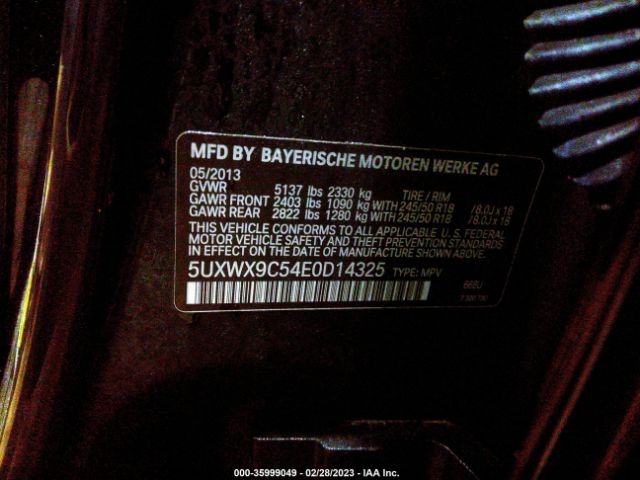 MFD BY BAYERISCHE MOTOREN WERKE AG
05/2013
GVWR 5137 lbs 2330 kg TIRE / RIM
GAWR FRONT 2403 lbs 1090 kg WITH 245/50 R18 /8.0J x 18
GAWR REAR 2822 lbs 1280 kg WITH 245/50 R18 /8.0J x 18
THIS VEHICLE CONFORMS TO ALL APPLICABLE U. S. FEDERAL
MOTOR VEHICLE SAFETY AND THEFT PREVENTION STANDARDS
IN EFFECT ON THE DATE OF MANUFACTURE SHOWN ABOVE.
5UXWX9C54E0D14325 TYPE: MPV
000-35999049 - 02/28/2023 - IAA Inc.